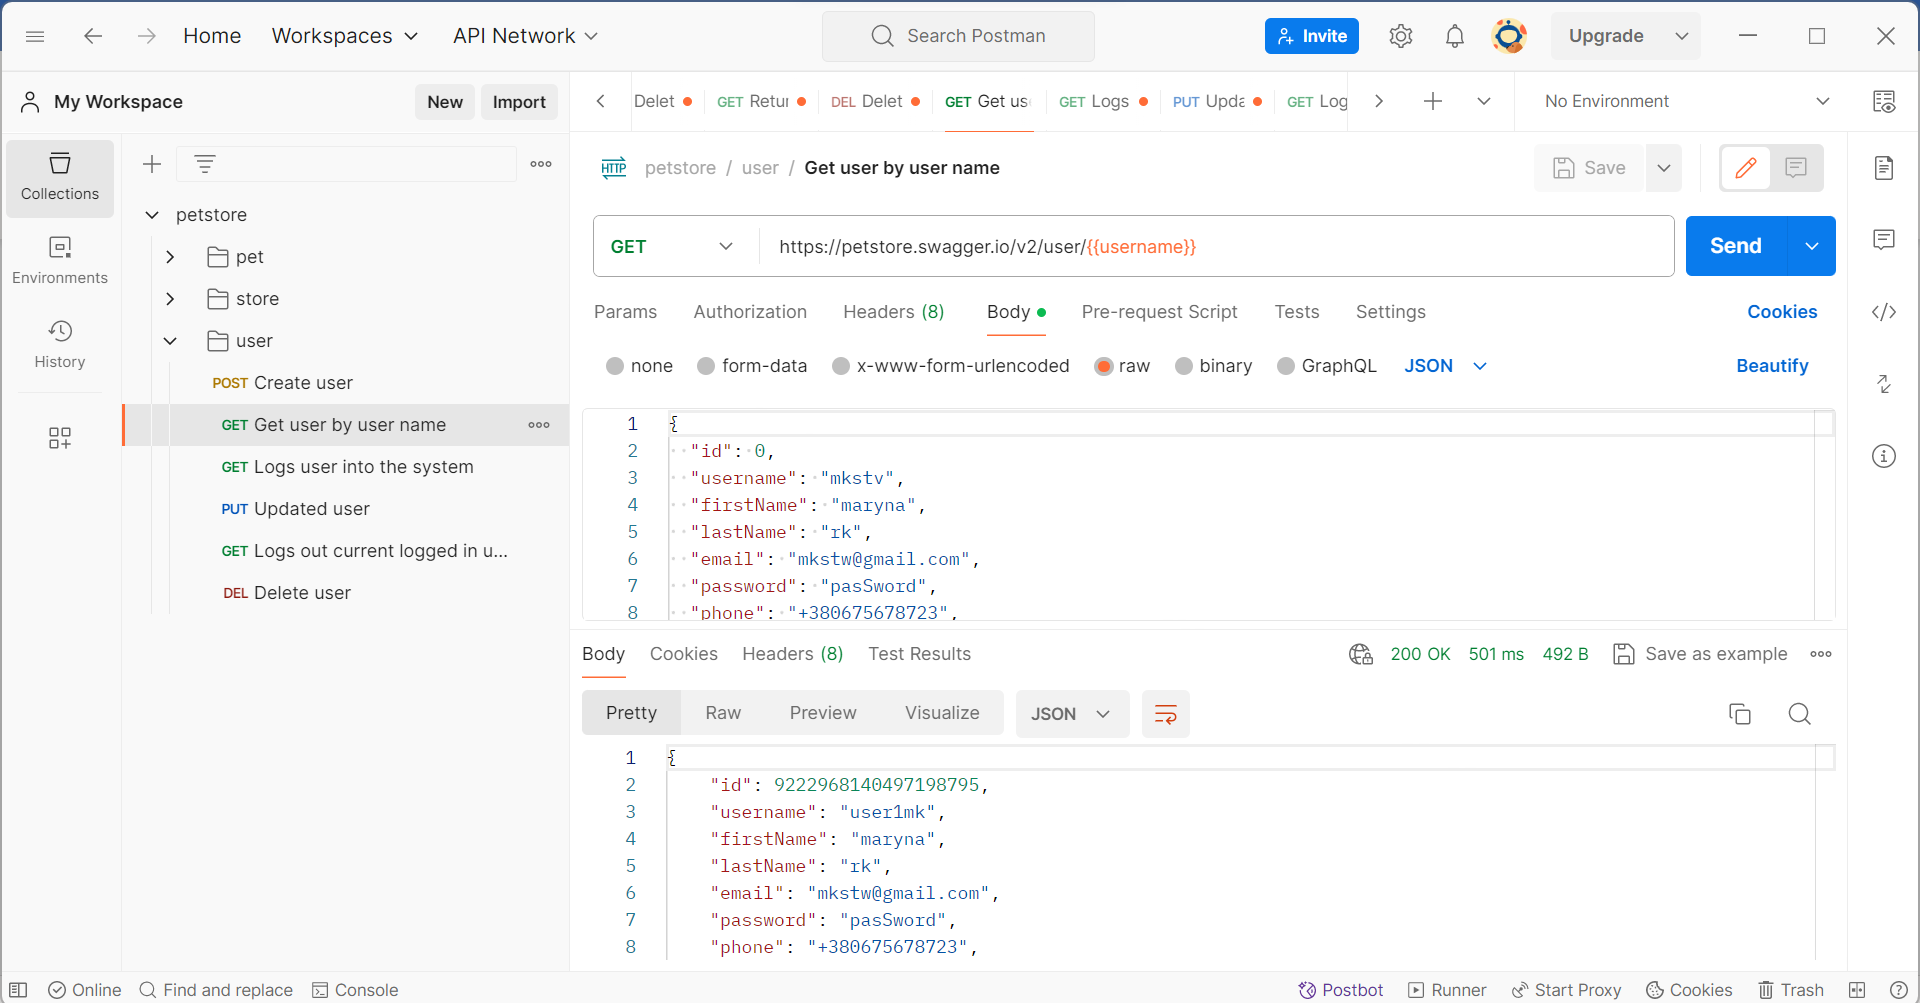 Home Workspaces API Network Search Postman Invite Upgrade
My Workspace New Import
Delet GET Retur DEL Delet GET Get us GET Logs PUT Upda GET Log No Environment
Collections
Environments
History
petstore
pet
store
user
POST Create user
GET Get user by user name
GET Logs user into the system
PUT Updated user
GET Logs out current logged in u...
DEL Delete user
HTTP petstore / user / Get user by user name Save
GET https://petstore.swagger.io/v2/user/{{username}} Send
Params Authorization Headers (8) Body Pre-request Script Tests Settings Cookies
none form-data x-www-form-urlencoded raw binary GraphQL JSON Beautify
1 {
2 "id": 0,
3 "username": "mkstv",
4 "firstName": "maryna",
5 "lastName": "rk",
6 "email": "mkstw@gmail.com",
7 "password": "pasSword",
8 "phone": "+380675678723",
Body Cookies Headers (8) Test Results 200 OK 501 ms 492 B Save as example
Pretty Raw Preview Visualize JSON
1 {
2 "id": 9222968140497198795,
3 "username": "user1mk",
4 "firstName": "maryna",
5 "lastName": "rk",
6 "email": "mkstw@gmail.com",
7 "password": "pasSword",
8 "phone": "+380675678723",
Online Find and replace Console Postbot Runner Start Proxy Cookies Trash